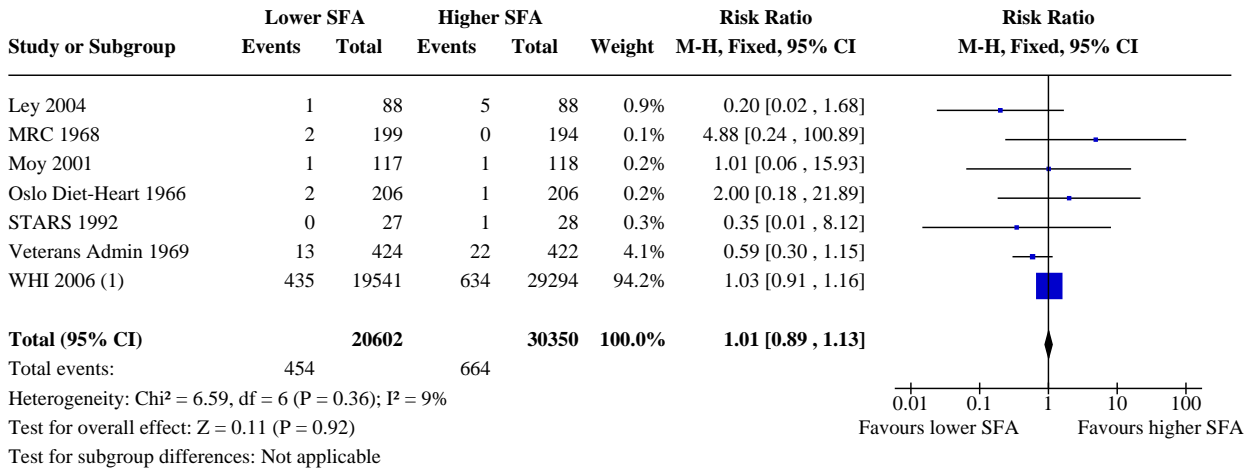 Lower SFA Higher SFA Risk Ratio Risk Ratio
Study or Subgroup Events Total Events Total Weight M-H, Fixed, 95% CI M-H, Fixed, 95% CI
Ley 2004 1 88 5 88 0.9% 0.20 [0.02 , 1.68]
MRC 1968 2 199 0 194 0.1% 4.88 [0.24 , 100.89]
Moy 2001 1 117 1 118 0.2% 1.01 [0.06 , 15.93]
Oslo Diet-Heart 1966 2 206 1 206 0.2% 2.00 [0.18 , 21.89]
STARS 1992 0 27 1 28 0.3% 0.35 [0.01 , 8.12]
Veterans Admin 1969 13 424 22 422 4.1% 0.59 [0.30 , 1.15]
WHI 2006 (1) 435 19541 634 29294 94.2% 1.03 [0.91 , 1.16]
Total (95% CI) 20602 30350 100.0% 1.01 [0.89 , 1.13]
Total events: 454 664
Heterogeneity: Chi² = 6.59, df = 6 (P = 0.36); I² = 9%
0.01 0.1 1 10 100
Test for overall effect: Z = 0.11 (P = 0.92)
Favours lower SFA Favours higher SFA
Test for subgroup differences: Not applicable